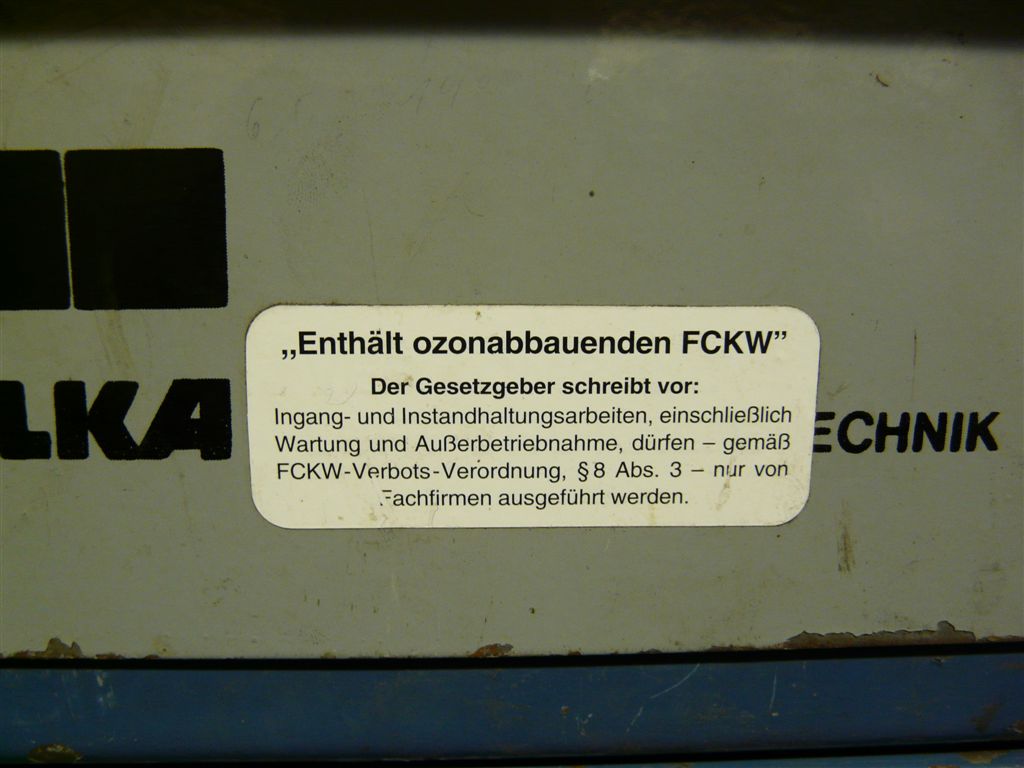 „Enthält ozonabbauenden FCKW”
Der Gesetzgeber schreibt vor:
Ingang- und Instandhaltungsarbeiten, einschließlich
Wartung und Außerbetriebnahme, dürfen – gemäß
FCKW-Verbots-Verordnung, § 8 Abs. 3 – nur von
Fachfirmen ausgeführt werden.
LKA
ECHNIK